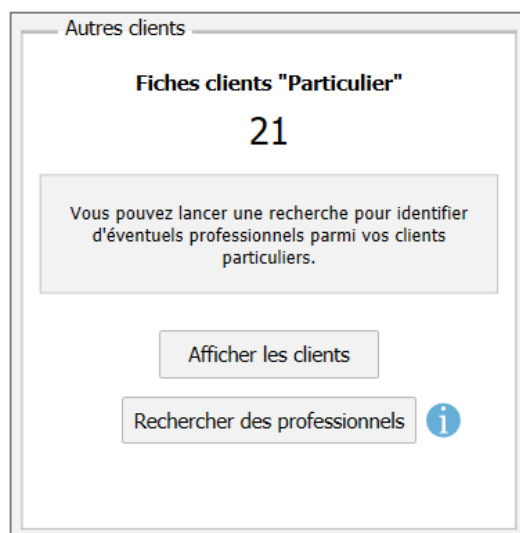 Autres clients
Fiches clients "Particulier"
21
Vous pouvez lancer une recherche pour identifier
d'éventuels professionnels parmi vos clients
particuliers.
Afficher les clients
Rechercher des professionnels
i